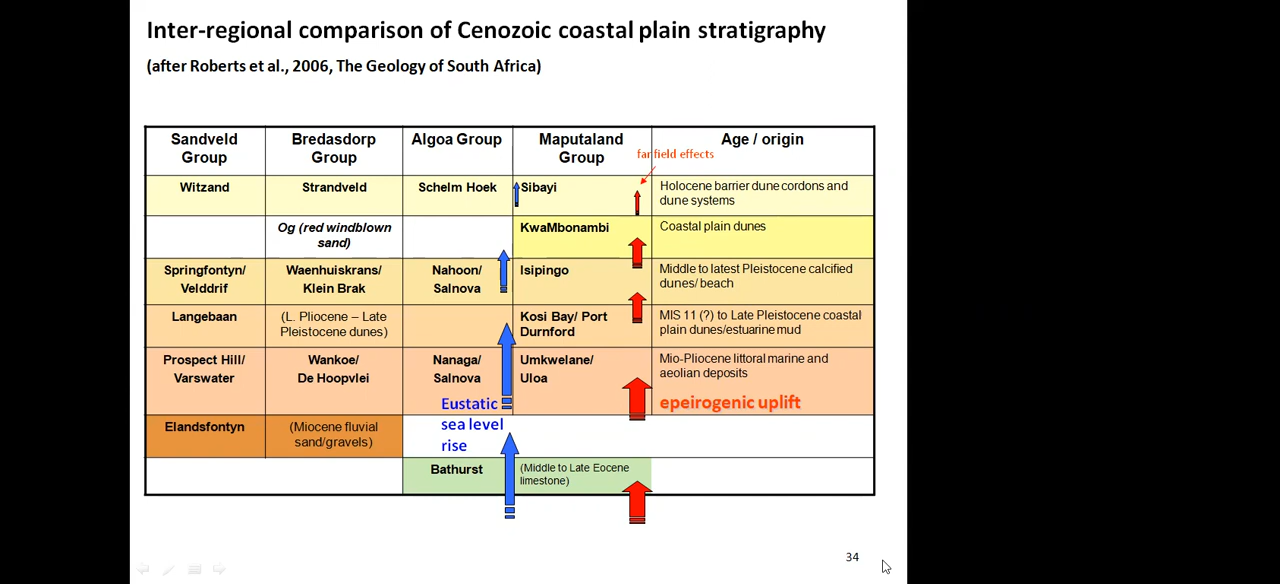 Inter-regional comparison of Cenozoic coastal plain stratigraphy
(after Roberts et al., 2006, The Geology of South Africa)
Sandveld
Group
Bredasdorp
Group
Algoa Group
Maputaland
Group
Age / origin
far field effects
Witzand
Strandveld
Schelm Hoek
Sibayi
Holocene barrier dune cordons and
dune systems
Og (red windblown
sand)
KwaMbonambi
Coastal plain dunes
Springfontyn/
Velddrif
Waenhuiskrans/
Klein Brak
Nahoon/
Salnova
Isipingo
Middle to latest Pleistocene calcified
dunes/ beach
Langebaan
(L. Pliocene – Late
Pleistocene dunes)
Kosi Bay/ Port
Durnford
MIS 11 (?) to Late Pleistocene coastal
plain dunes/estuarine mud
Prospect Hill/
Varswater
Wankoe/
De Hoopvlei
Nanaga/
Salnova
Umkwelane/
Uloa
Mio-Pliocene littoral marine and
aeolian deposits
Eustatic
sea level
rise
epeirogenic uplift
Elandsfontyn
(Miocene fluvial
sand/gravels)
Bathurst
(Middle to Late Eocene
limestone)
34